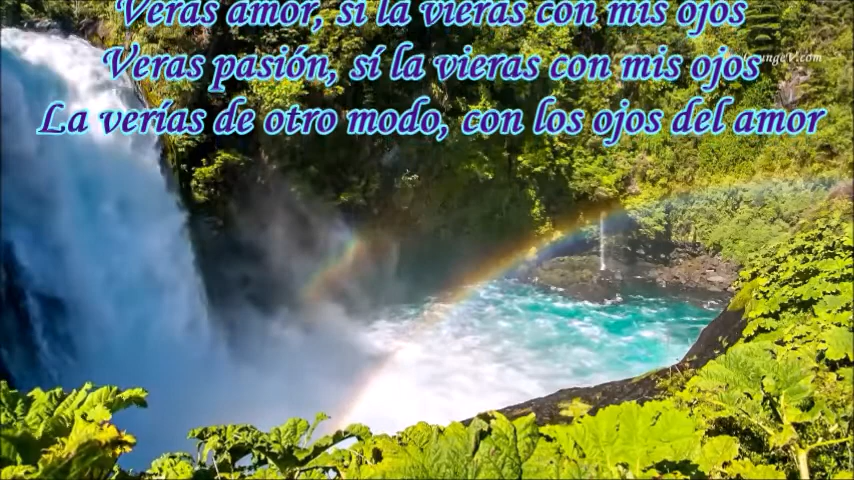 Veras amor, sí la vieras con mis ojos
Veras pasión, sí la vieras con mis ojos
La verías de otro modo, con los ojos del amor